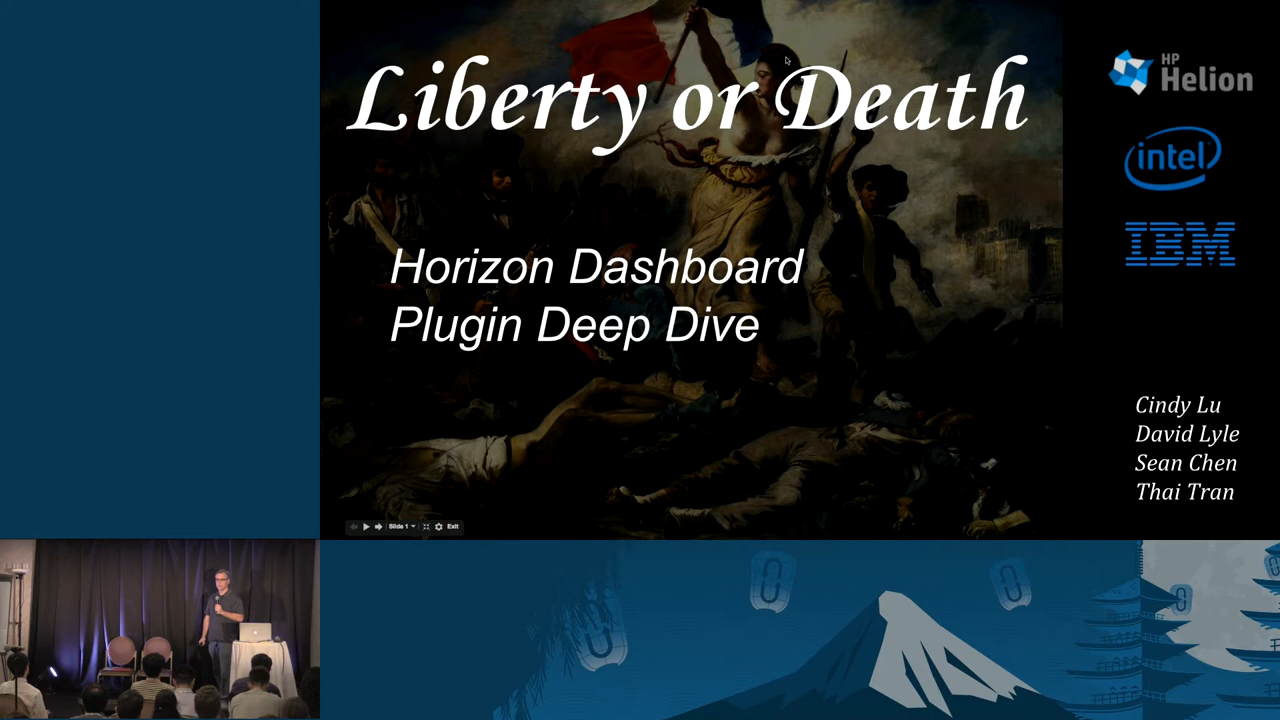 Liberty or Death
Horizon Dashboard
Plugin Deep Dive
HP
Helion
intel
IBM
Cindy Lu
David Lyle
Sean Chen
Thai Tran
Slide 1
Exit